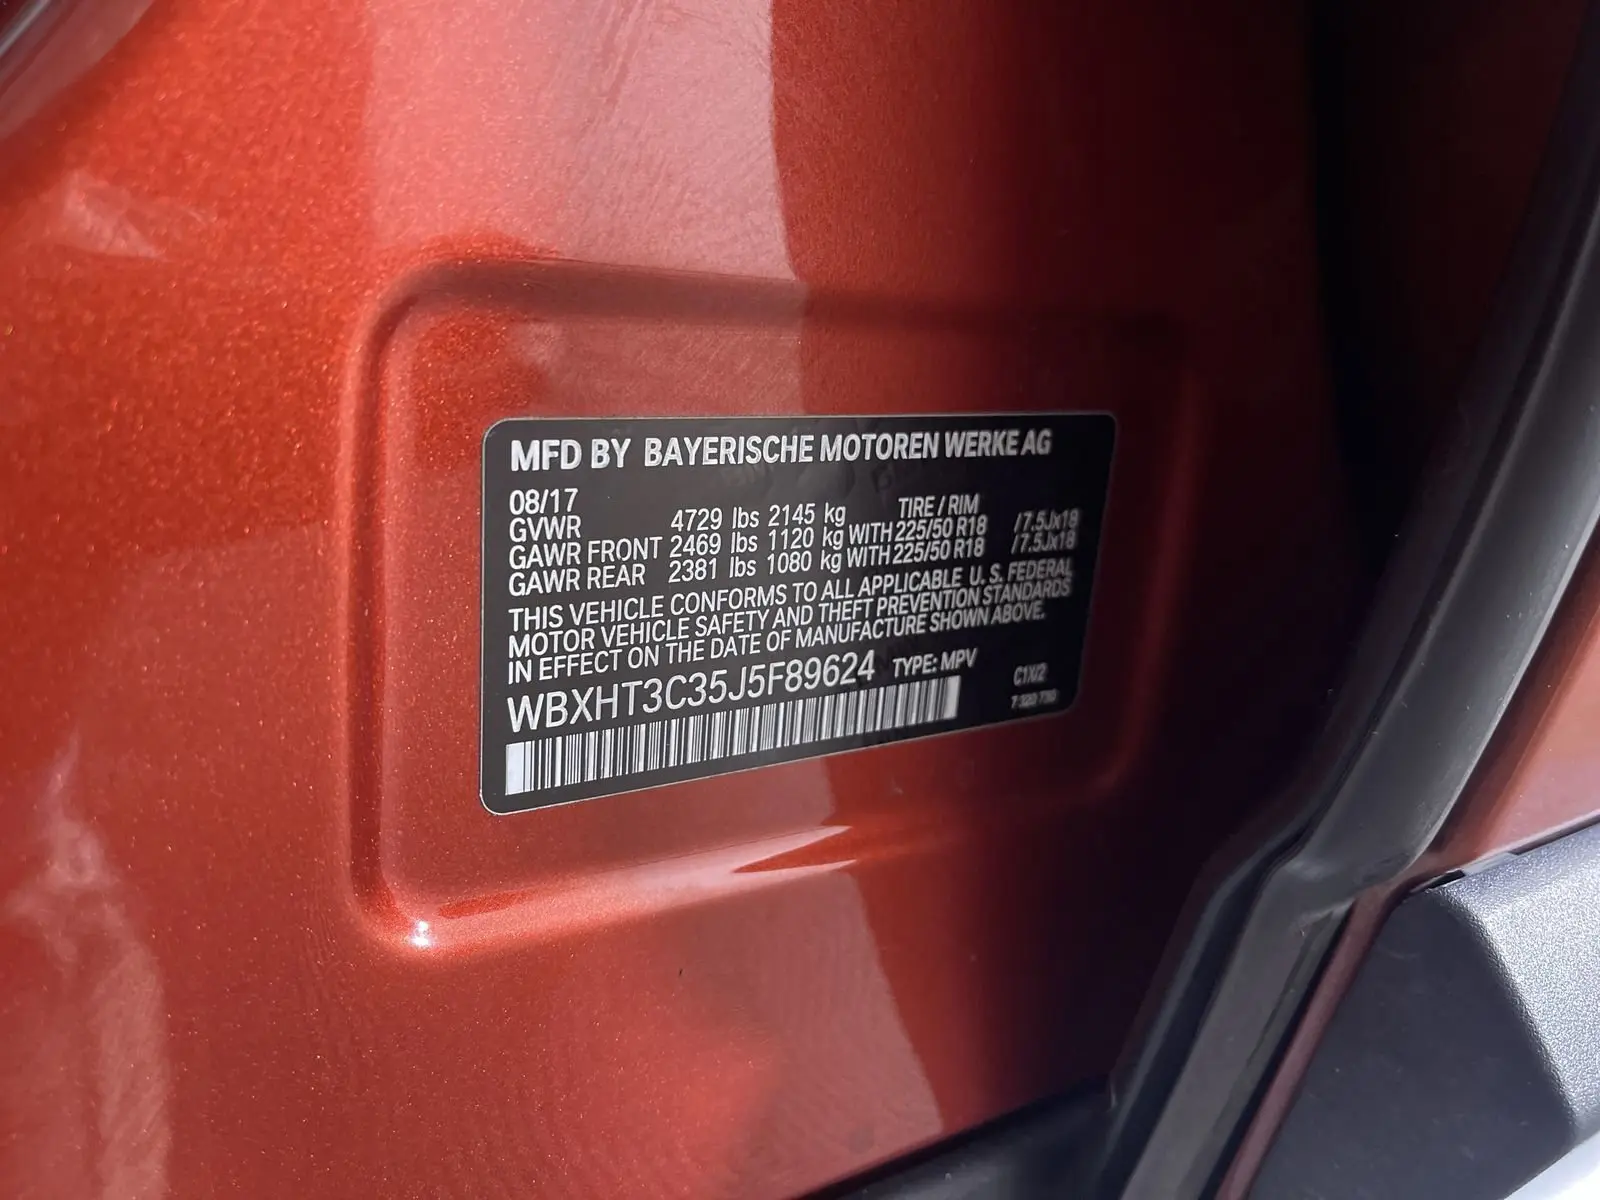 MFD BY BAYERISCHE MOTOREN WERKE AG
08/17 TIRE / RIM
GVWR 4729 lbs 2145 kg
GAWR FRONT 2469 lbs 1120 kg WITH 225/50 R18 /7.5Jx18
GAWR REAR 2381 lbs 1080 kg WITH 225/50 R18 /7.5Jx18
THIS VEHICLE CONFORMS TO ALL APPLICABLE U. S. FEDERAL
MOTOR VEHICLE SAFETY AND THEFT PREVENTION STANDARDS
IN EFFECT ON THE DATE OF MANUFACTURE SHOWN ABOVE.
WBXHT3C35J5F89624 TYPE: MPV